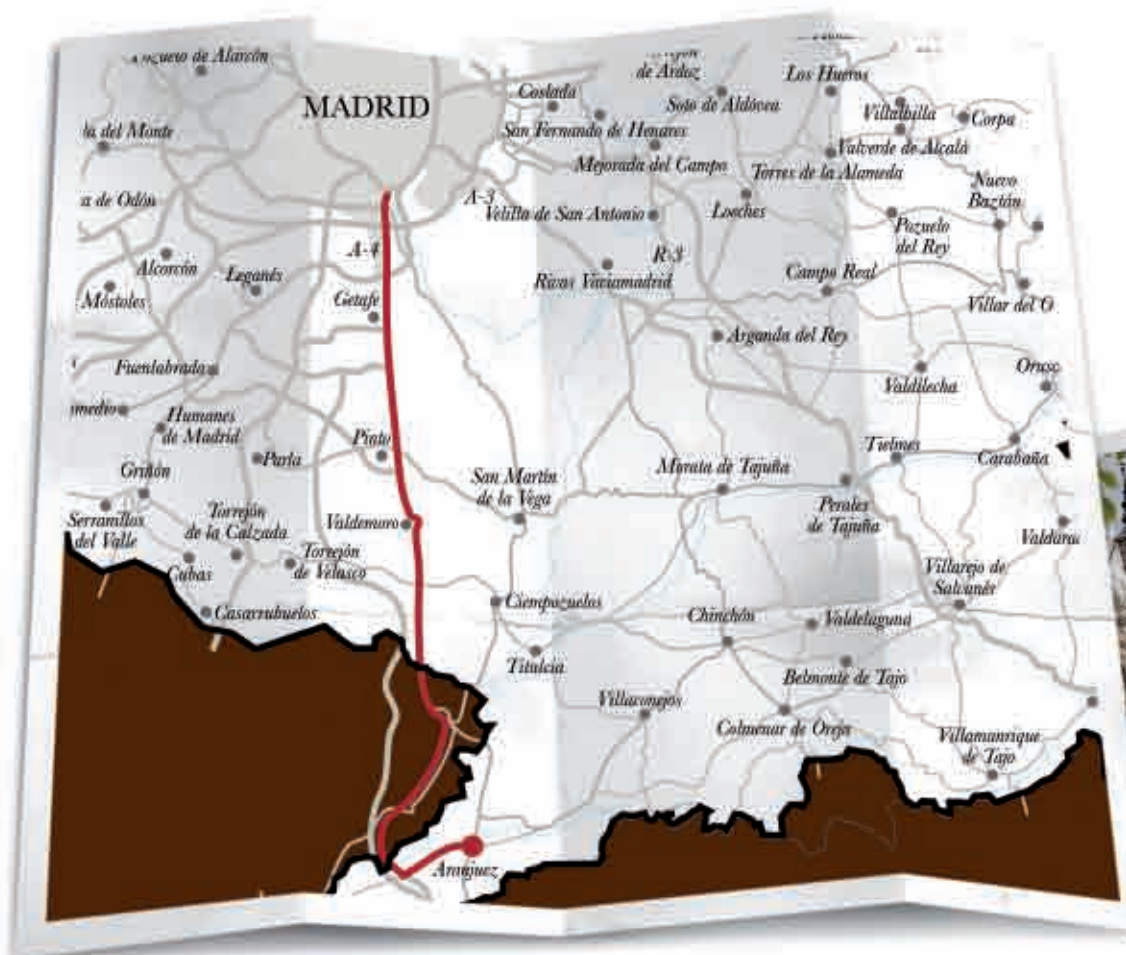 de Alarcón
MADRID
Coslada
de Ardoz
Soto de Aldovea
Los Hueros
Villalbilla
Corpa
la del Monte
San Fernando de Henares
Mejorada del Campo
Valverde de Alcalá
Torres de la Alameda
Nuevo
Baztán
a de Odón
A-3
Velilla de San Antonio
Loeches
Pozuelo
del Rey
A-4
R-3
Alcorcón
Leganés
Rivas Vaciamadrid
Campo Real
Móstoles
Getafe
Villar del O
Arganda del Rey
Fuenlabrada
Valdilecha
Orusc
medio
Humanes
de Madrid
Pinto
Parla
Tielmes
Carabaña
Griñón
San Martín
de la Vega
Morata de Tajuña
Perales
de Tajuña
Serranillos
del Valle
Torrejón
de la Calzada
Valdemoro
Valdarac
Cubas
Torrejón
de Velasco
Villarejo de
Salvanés
Casarrubuelos
Ciempozuelos
Chinchón
Valdelaguna
Titulcia
Belmonte de Tajo
Villaconejos
Colmenar de Oreja
Villamanrique
de Tajo
Aranjuez